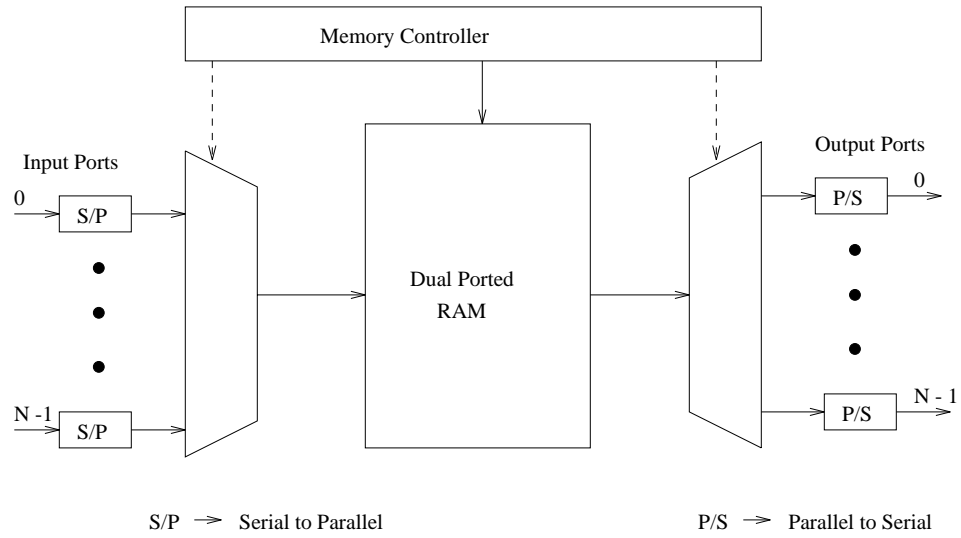 Memory Controller
Input Ports
Output Ports
0
0
S/P
P/S
Dual Ported
RAM
N -1
N - 1
S/P
P/S
S/P → Serial to Parallel
P/S → Parallel to Serial